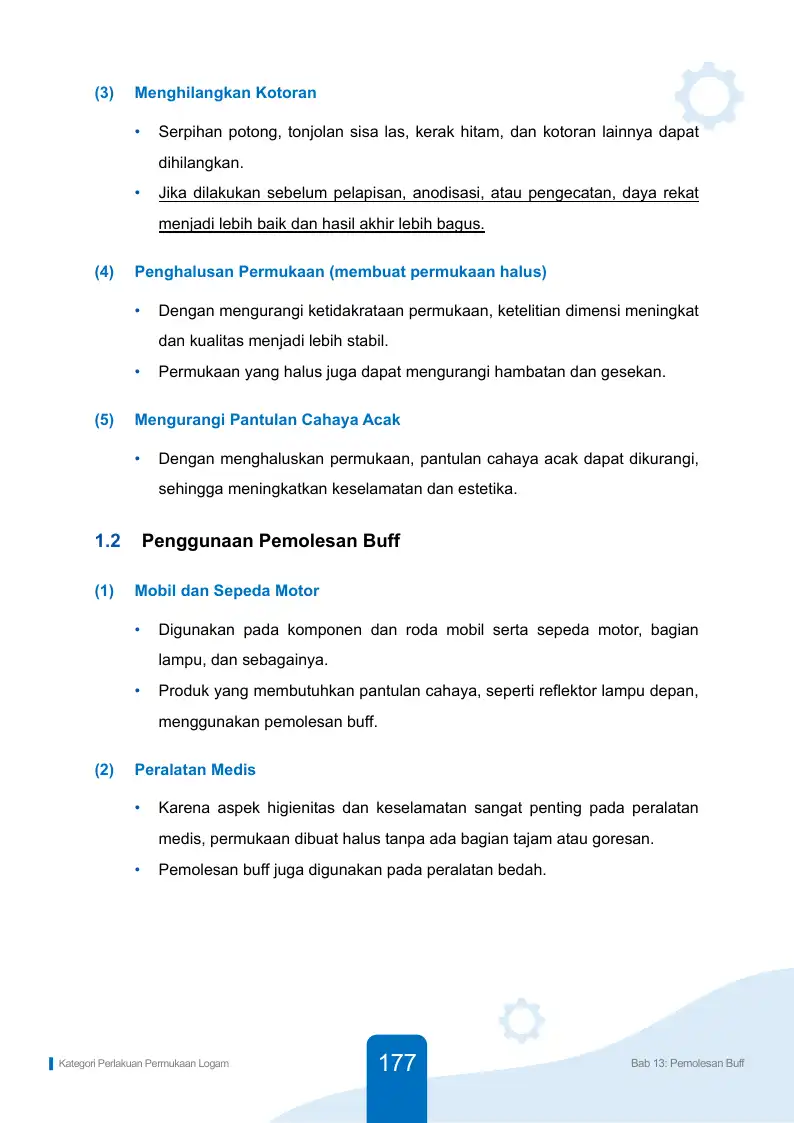 (3) Menghilangkan Kotoran
• Serpihan potong, tonjolan sisa las, kerak hitam, dan kotoran lainnya dapat
dihilangkan.
• Jika dilakukan sebelum pelapisan, anodisasi, atau pengecatan, daya rekat
menjadi lebih baik dan hasil akhir lebih bagus.
(4) Penghalusan Permukaan (membuat permukaan halus)
• Dengan mengurangi ketidakrataan permukaan, ketelitian dimensi meningkat
dan kualitas menjadi lebih stabil.
• Permukaan yang halus juga dapat mengurangi hambatan dan gesekan.
(5) Mengurangi Pantulan Cahaya Acak
• Dengan menghaluskan permukaan, pantulan cahaya acak dapat dikurangi,
sehingga meningkatkan keselamatan dan estetika.
1.2 Penggunaan Pemolesan Buff
(1) Mobil dan Sepeda Motor
• Digunakan pada komponen dan roda mobil serta sepeda motor, bagian
lampu, dan sebagainya.
• Produk yang membutuhkan pantulan cahaya, seperti reflektor lampu depan,
menggunakan pemolesan buff.
(2) Peralatan Medis
• Karena aspek higienitas dan keselamatan sangat penting pada peralatan
medis, permukaan dibuat halus tanpa ada bagian tajam atau goresan.
• Pemolesan buff juga digunakan pada peralatan bedah.
Kategori Perlakuan Permukaan Logam
177
Bab 13: Pemolesan Buff